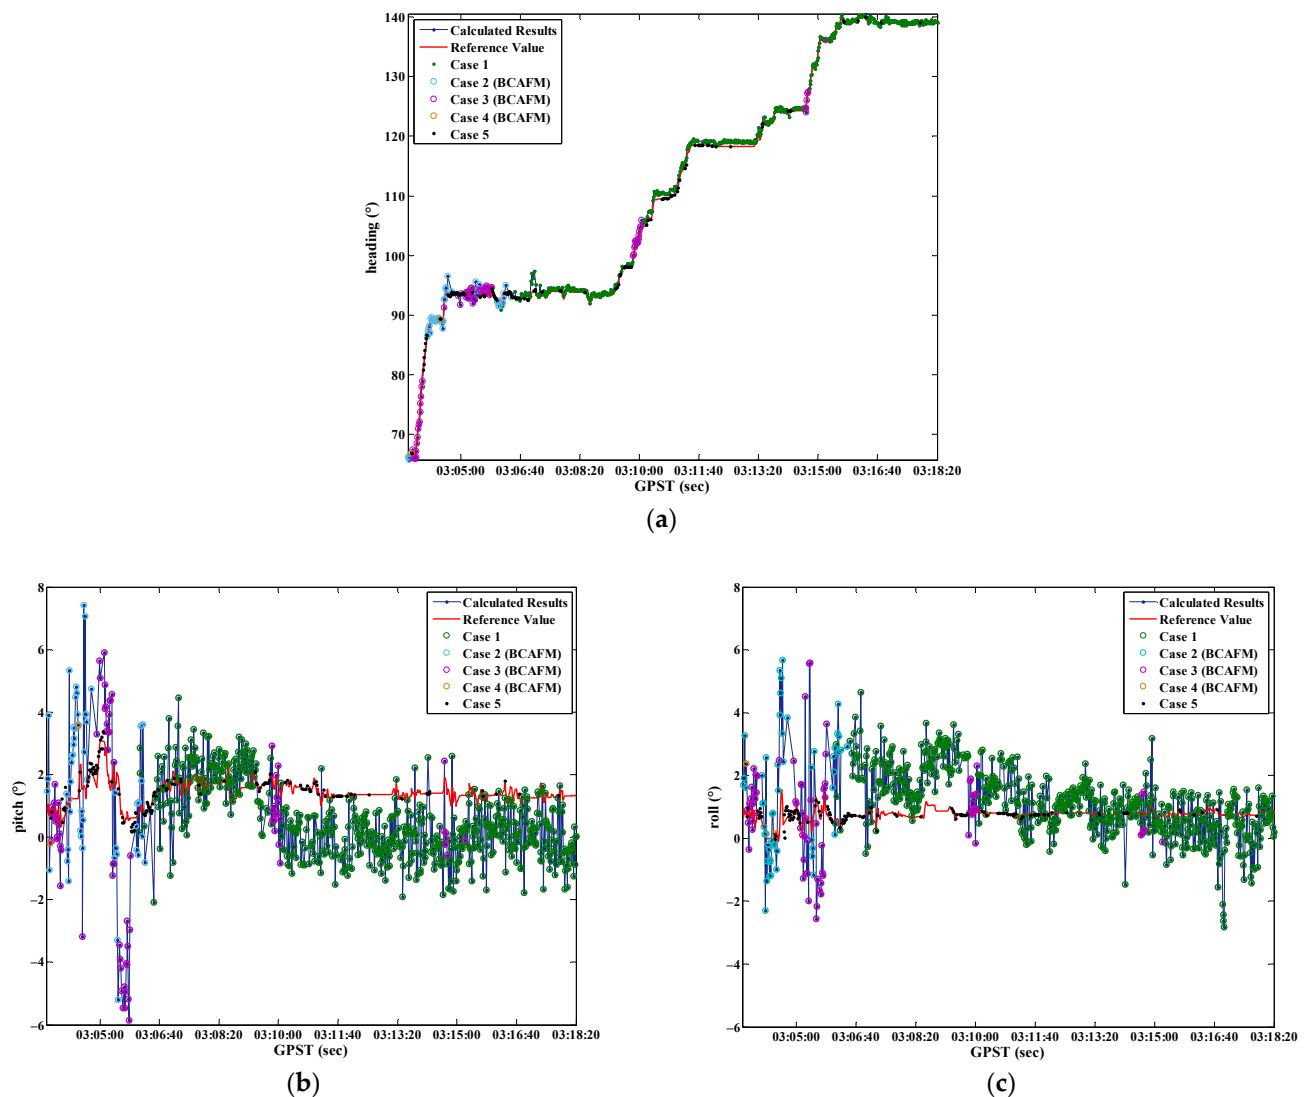 140
130
120
110
100
90
80
70
heading (°)
Calculated Results
Reference Value
Case 1
Case 2 (BCAFM)
Case 3 (BCAFM)
Case 4 (BCAFM)
Case 5
03:05:00 03:06:40 03:08:20 03:10:00 03:11:40 03:13:20 03:15:00 03:16:40 03:18:20
GPST (sec)
(a)
8
6
4
2
0
−2
−4
−6
pitch (°)
Calculated Results
Reference Value
Case 1
Case 2 (BCAFM)
Case 3 (BCAFM)
Case 4 (BCAFM)
Case 5
03:05:00 03:06:40 03:08:20 03:10:00 03:11:40 03:13:20 03:15:00 03:16:40 03:18:20
GPST (sec)
(b)
8
6
4
2
0
−2
−4
−6
roll (°)
Calculated Results
Reference Value
Case 1
Case 2 (BCAFM)
Case 3 (BCAFM)
Case 4 (BCAFM)
Case 5
03:05:00 03:06:40 03:08:20 03:10:00 03:11:40 03:13:20 03:15:00 03:16:40 03:18:20
GPST (sec)
(c)